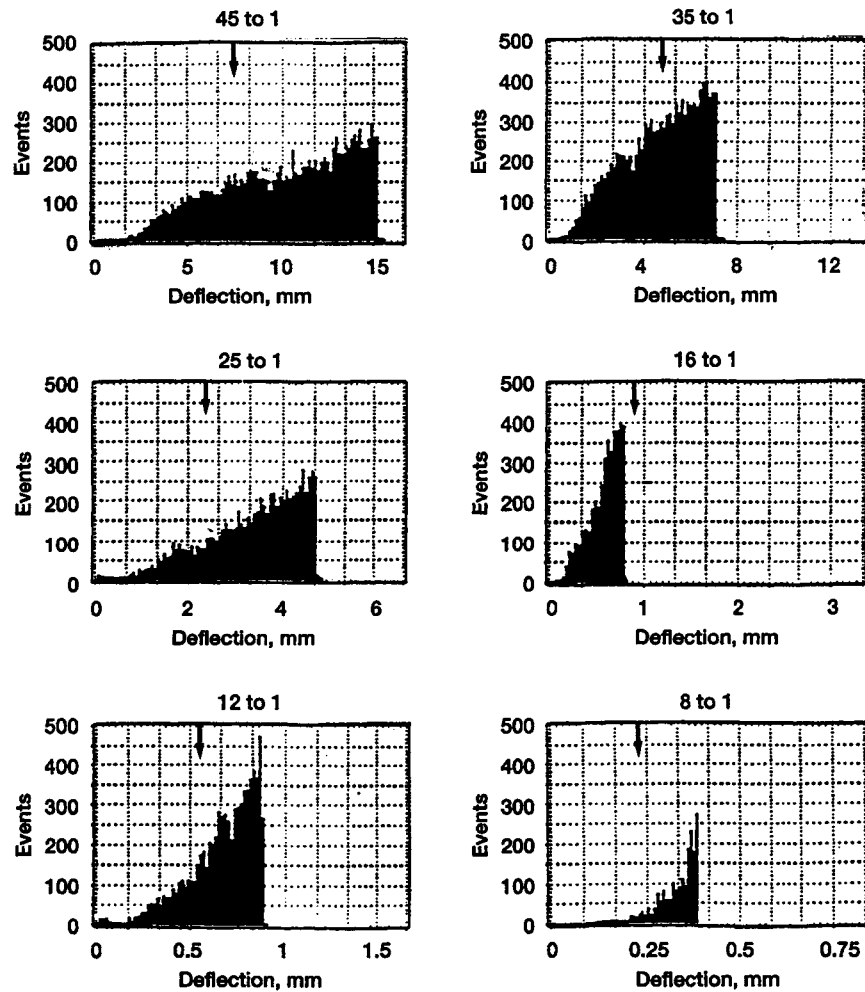 45 to 1
500
400
300
200
100
0
Events
0 5 10 15
Deflection, mm
35 to 1
500
400
300
200
100
0
Events
0 4 8 12
Deflection, mm
25 to 1
500
400
300
200
100
0
Events
0 2 4 6
Deflection, mm
16 to 1
500
400
300
200
100
0
Events
0 1 2 3
Deflection, mm
12 to 1
500
400
300
200
100
0
Events
0 0.5 1 1.5
Deflection, mm
8 to 1
500
400
300
200
100
0
Events
0 0.25 0.5 0.75
Deflection, mm